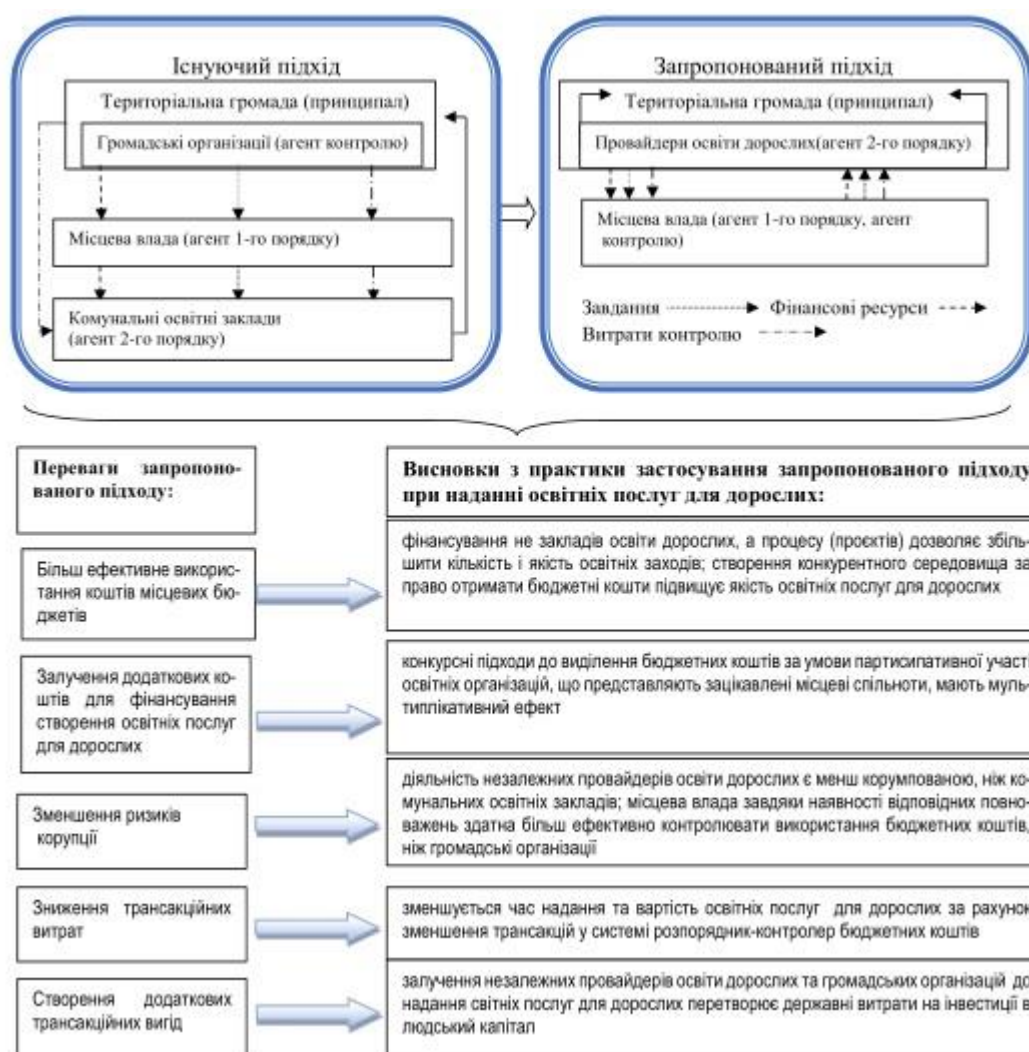 Існуючий підхід
Територіальна громада (принципал)
Громадські організації (агент контролю)
Місцева влада (агент 1-го порядку)
Комунальні освітні заклади
(агент 2-го порядку)
Запропонований підхід
Територіальна громада (принципал)
Провайдери освіти дорослих(агент 2-го порядку)
Місцева влада (агент 1-го порядку, агент
контролю)
Завдання Фінансові ресурси
Витрати контролю
Переваги запропоно-
ваного підходу:
Висновки з практики застосування запропонованого підходу
при наданні освітніх послуг для дорослих:
Більш ефективне викорис-
тання коштів місцевих бю-
джетів
фінансування не закладів освіти дорослих, а процесу (проєктів) дозволяє збіль-
шити кількість і якість освітніх заходів; створення конкурентного середовища за
право отримати бюджетні кошти підвищує якість освітніх послуг для дорослих
Залучення додаткових ко-
штів для фінансування
створення освітніх послуг
для дорослих
конкурсні підходи до виділення бюджетних коштів за умови партисипативної участі
освітніх організацій, що представляють зацікавлені місцеві спільноти, мають муль-
типлікативний ефект
Зменшення ризиків
корупції
діяльність незалежних провайдерів освіти дорослих є менш корумпованою, ніж ко-
мунальних освітніх закладів; місцева влада завдяки наявності відповідних повно-
важень здатна більш ефективно контролювати використання бюджетних коштів,
ніж громадські організації
Зниження трансакційних
витрат
зменшується час надання та вартість освітніх послуг для дорослих за рахунок
зменшення трансакцій у системі розпорядник-контролер бюджетних коштів
Створення додаткових
трансакційних вигід
залучення незалежних провайдерів освіти дорослих та громадських організацій до
надання світніх послуг для дорослих перетворює державні витрати на інвестиції в
людський капітал